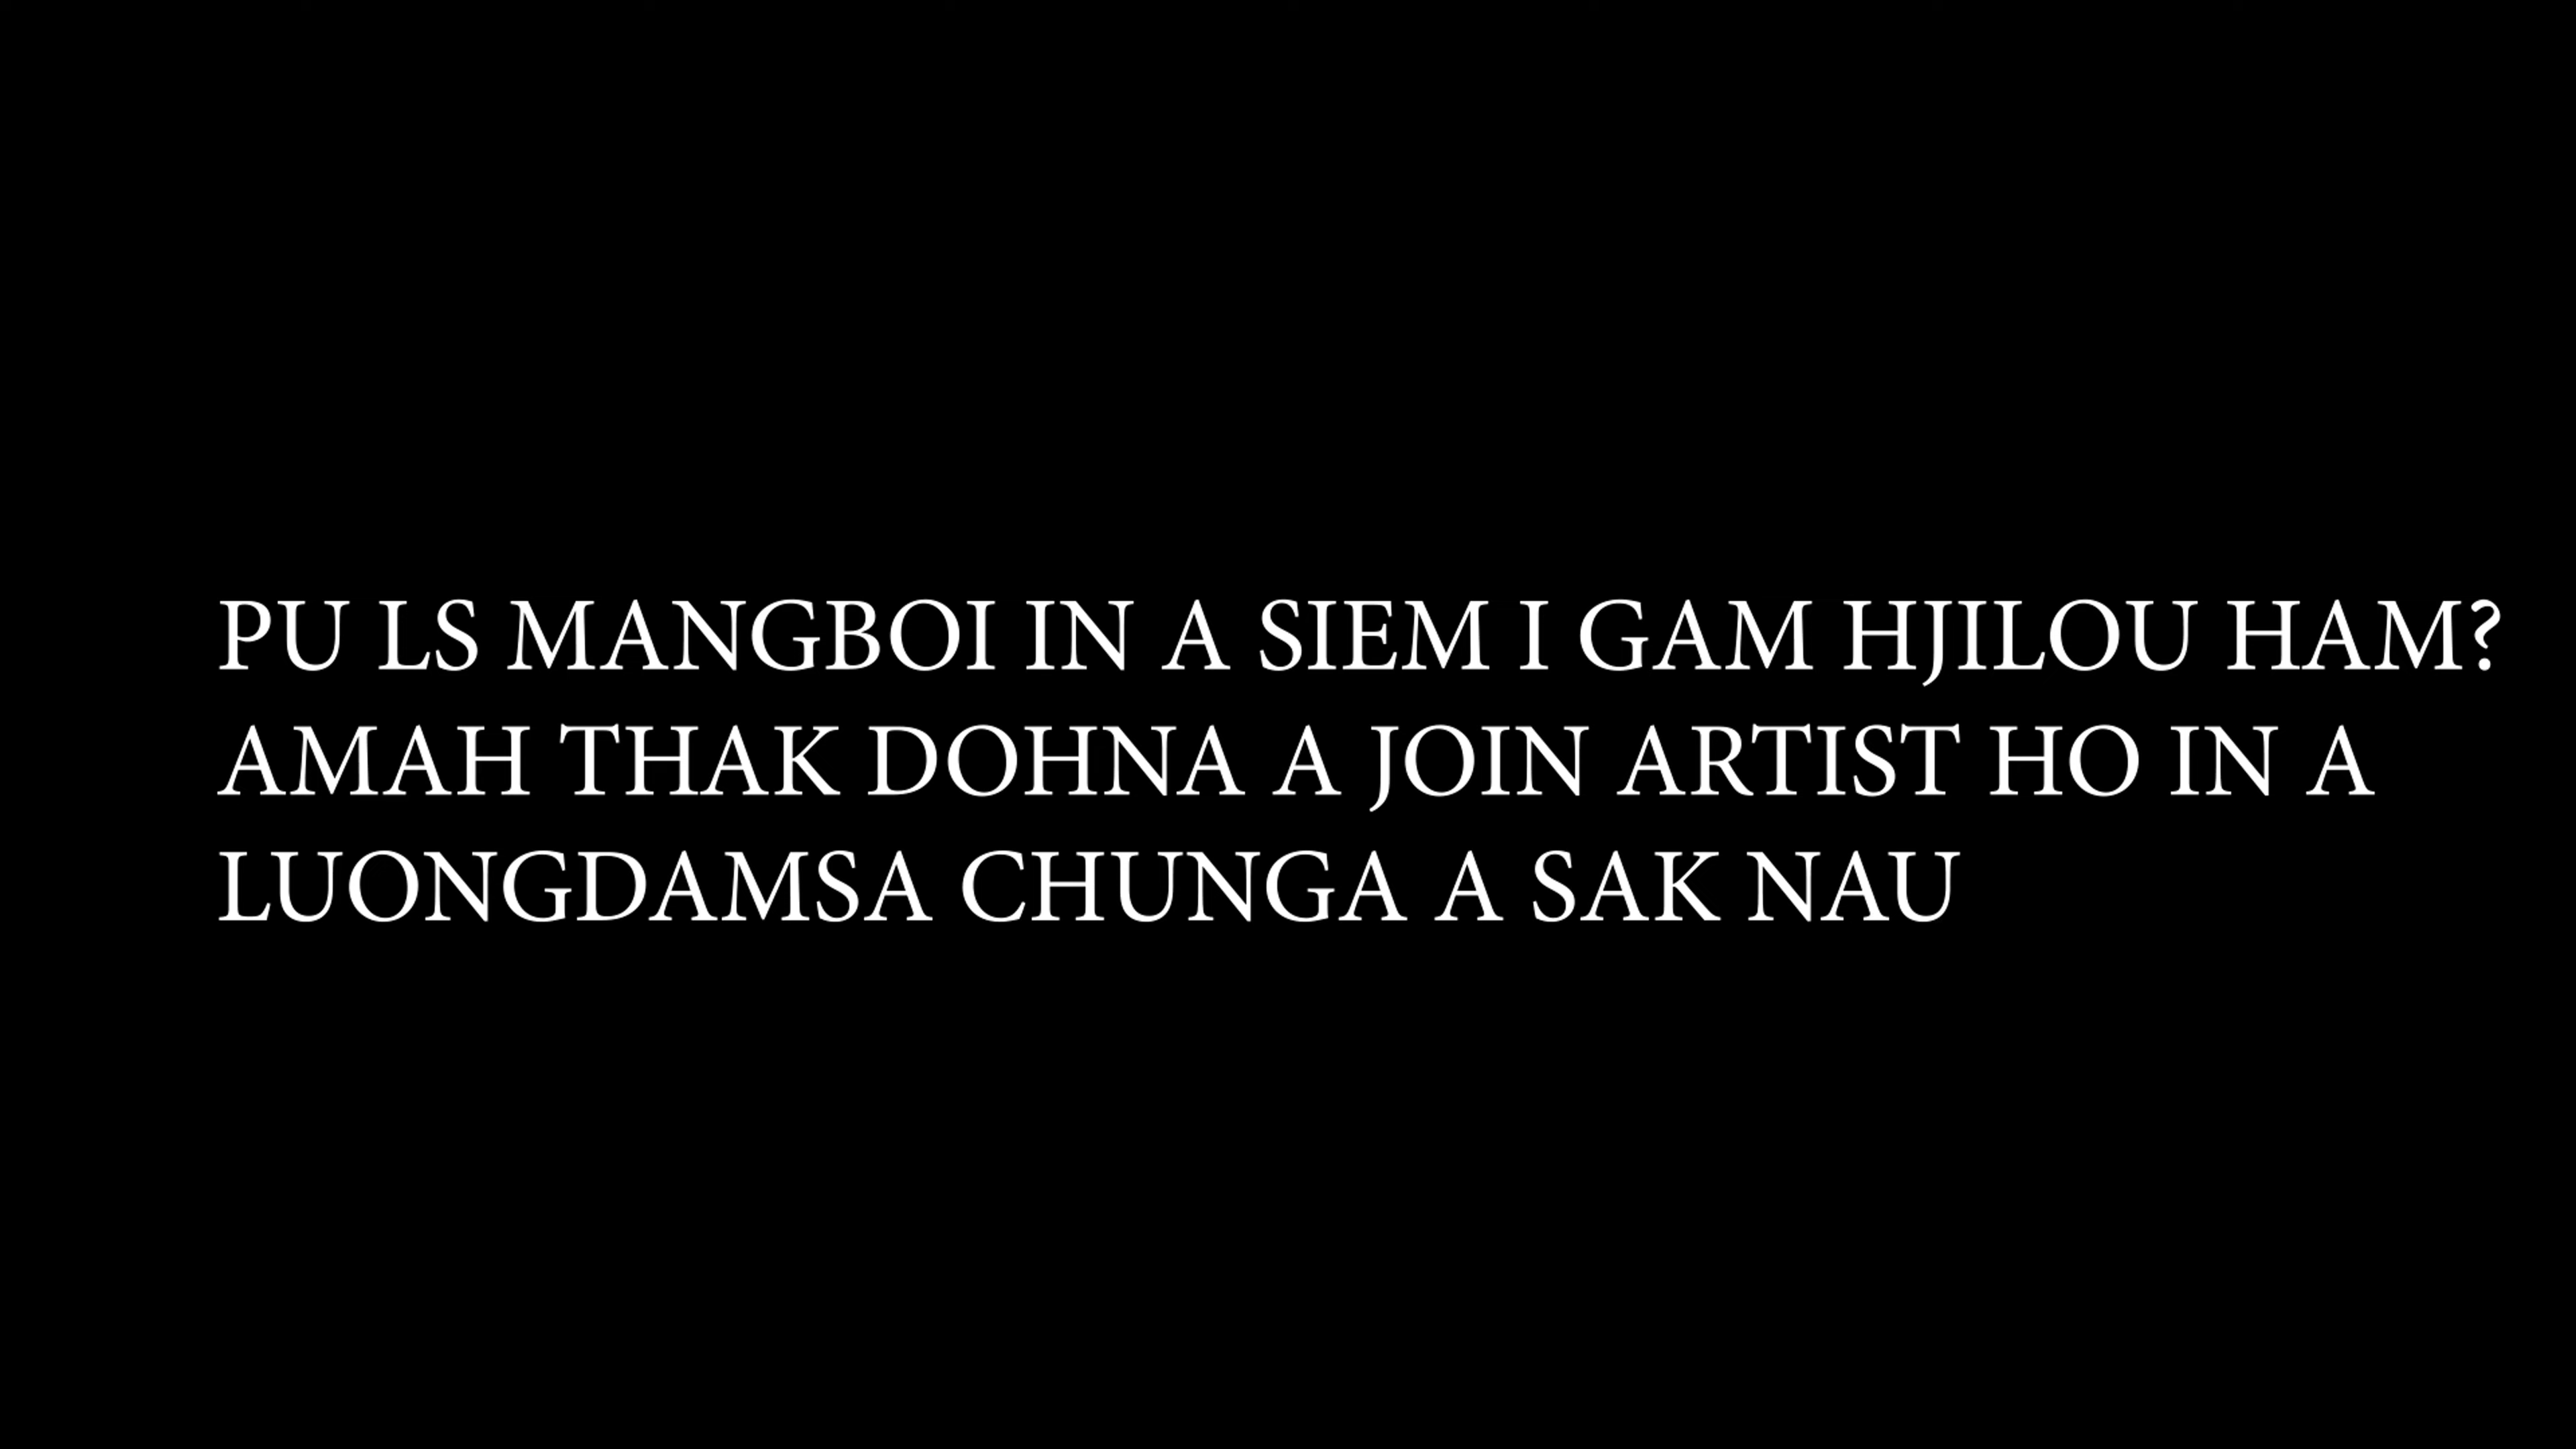 PU LS MANGBOI IN A SIEM I GAM HJILOU HAM?
AMAH THAK DOHNA A JOIN ARTIST HO IN A
LUONGDAMSA CHUNGA A SAK NAU